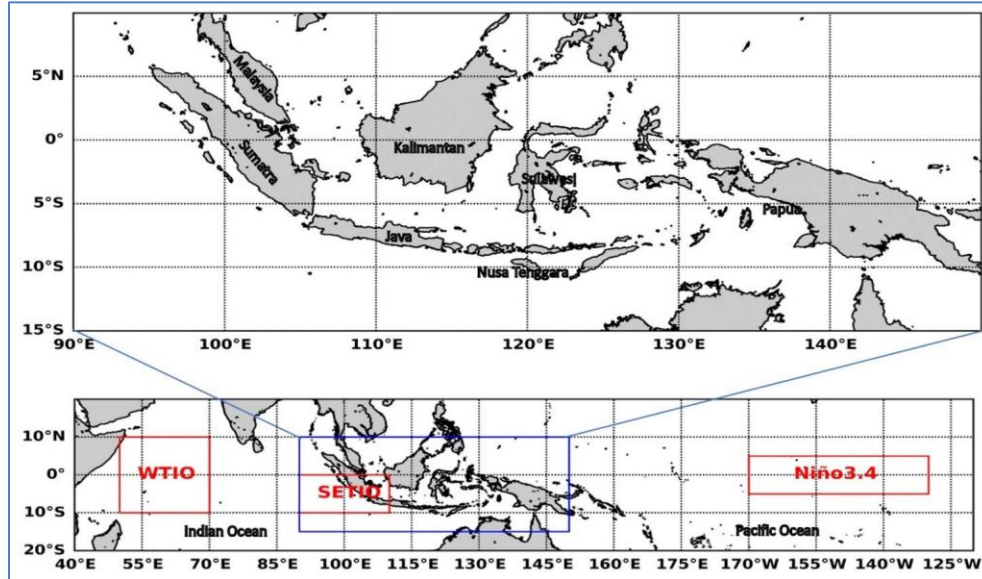 5°N
0°
5°S
10°S
15°S
Malaysia
Sumatra
Kalimantan
Sulawesi
Papua
Java
Nusa Tenggara
90°E 100°E 110°E 120°E 130°E 140°E
10°N
0°
10°S
20°S
WTIO
SETIO
Niño3.4
Indian Ocean
Pacific Ocean
40°E 55°E 70°E 85°E 100°E 115°E 130°E 145°E 160°E 175°E 170°W 155°W 140°W 125°W